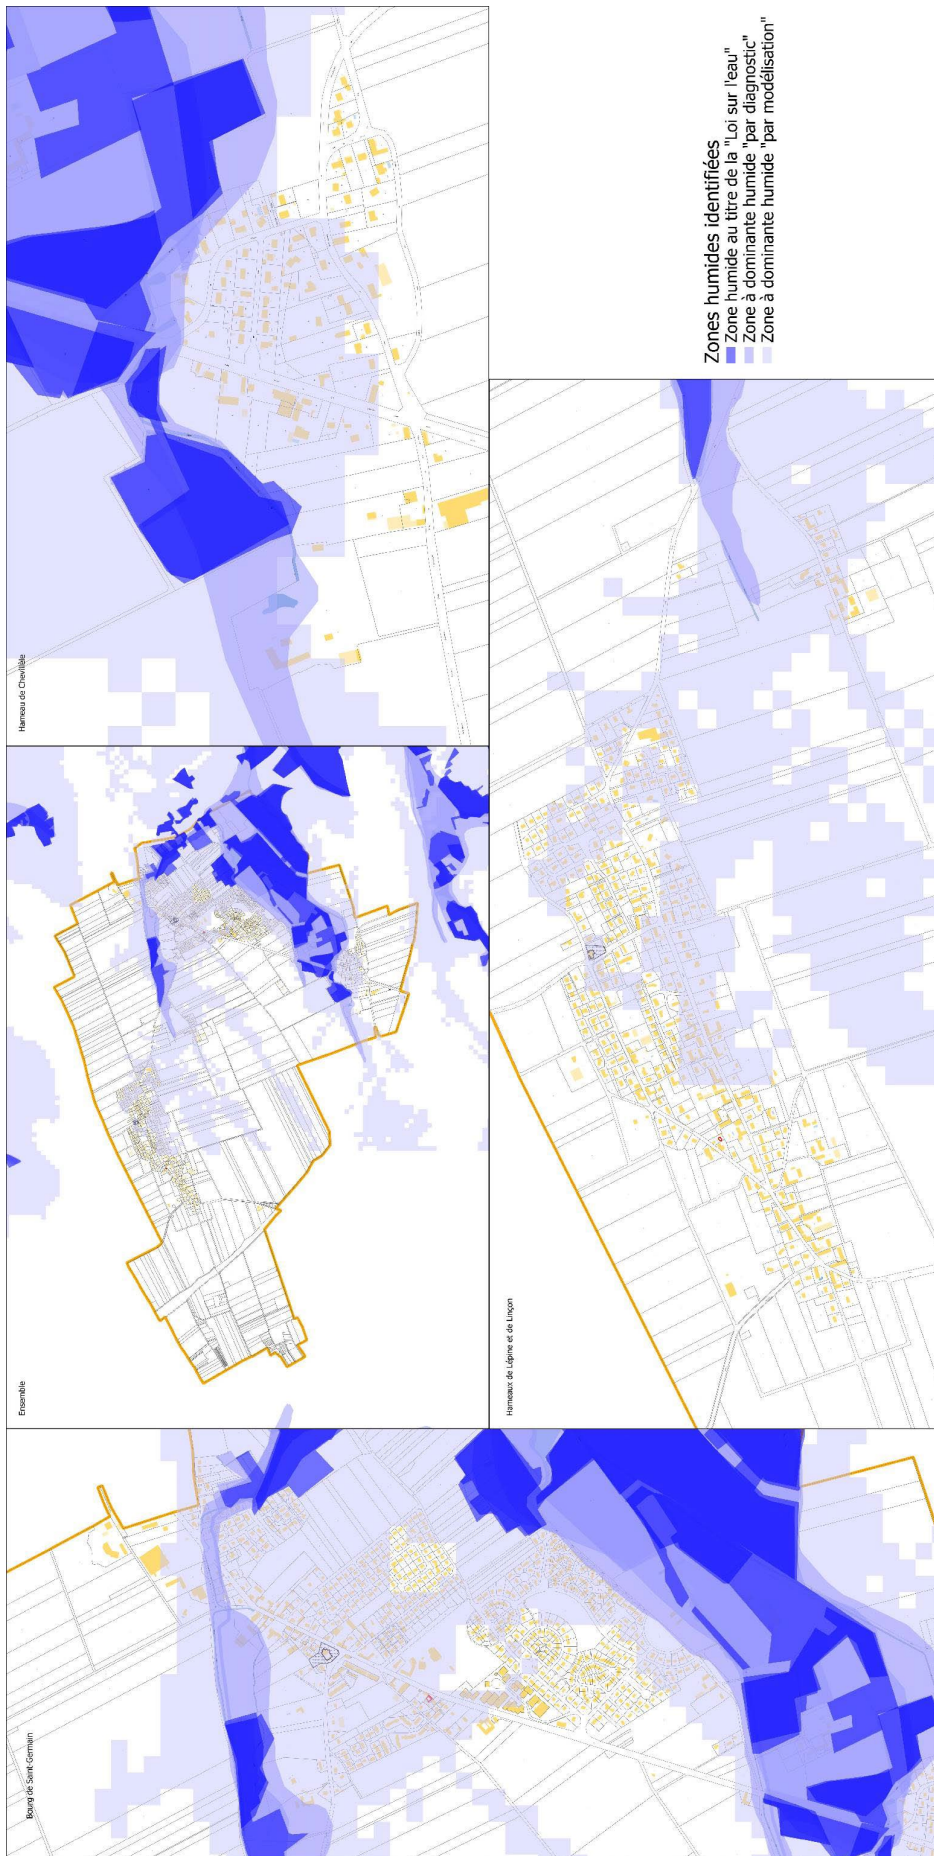 Bourg de Saint-Germain
Ensemble
Hameau de Chevillèle
Hameaux de Lépine et de Linçon
Zones humides identifiées
Zone humide au titre de la "Loi sur l'eau"
Zone à dominante humide "par diagnostic"
Zone à dominante humide "par modélisation"